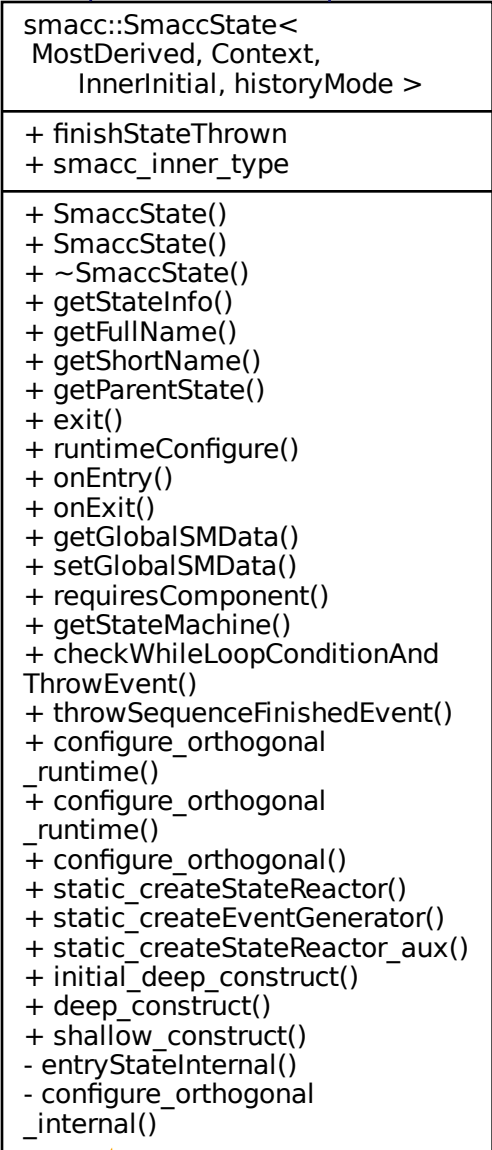 smacc::SmaccState<
MostDerived, Context,
InnerInitial, historyMode >
+ finishStateThrown
+ smacc_inner_type
+ SmaccState()
+ SmaccState()
+ ~SmaccState()
+ getStateInfo()
+ getFullName()
+ getShortName()
+ getParentState()
+ exit()
+ runtimeConfigure()
+ onEntry()
+ onExit()
+ getGlobalSMData()
+ setGlobalSMData()
+ requiresComponent()
+ getStateMachine()
+ checkWhileLoopConditionAnd
ThrowEvent()
+ throwSequenceFinishedEvent()
+ configure_orthogonal
_runtime()
+ configure_orthogonal
_runtime()
+ configure_orthogonal()
+ static_createStateReactor()
+ static_createEventGenerator()
+ static_createStateReactor_aux()
+ initial_deep_construct()
+ deep_construct()
+ shallow_construct()
- entryStateInternal()
- configure_orthogonal
_internal()